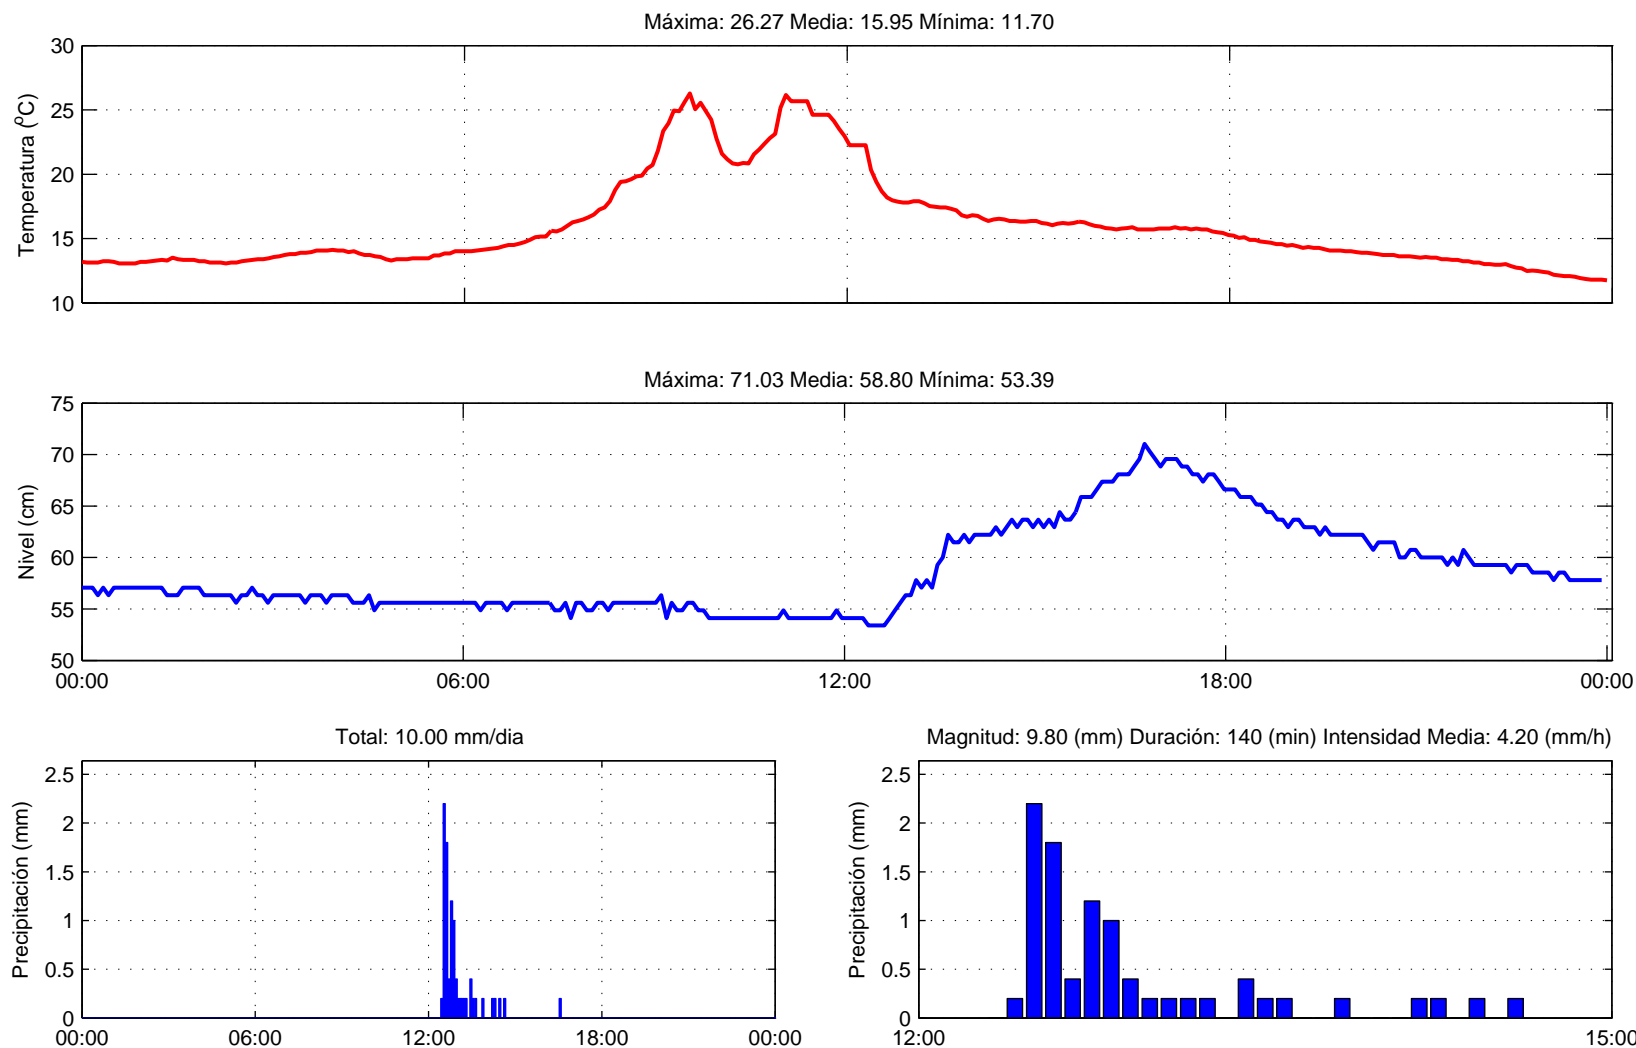 Máxima: 26.27 Media: 15.95 Mínima: 11.70
30
25
20
15
10
Temperatura (ºC)
Máxima: 71.03 Media: 58.80 Mínima: 53.39
75
70
65
60
55
50
Nivel (cm)
00:00 06:00 12:00 18:00 00:00
Total: 10.00 mm/dia
2.5
2
1.5
1
0.5
0
Precipitación (mm)
00:00 06:00 12:00 18:00 00:00
Magnitud: 9.80 (mm) Duración: 140 (min) Intensidad Media: 4.20 (mm/h)
2.5
2
1.5
1
0.5
0
Precipitación (mm)
12:00 15:00